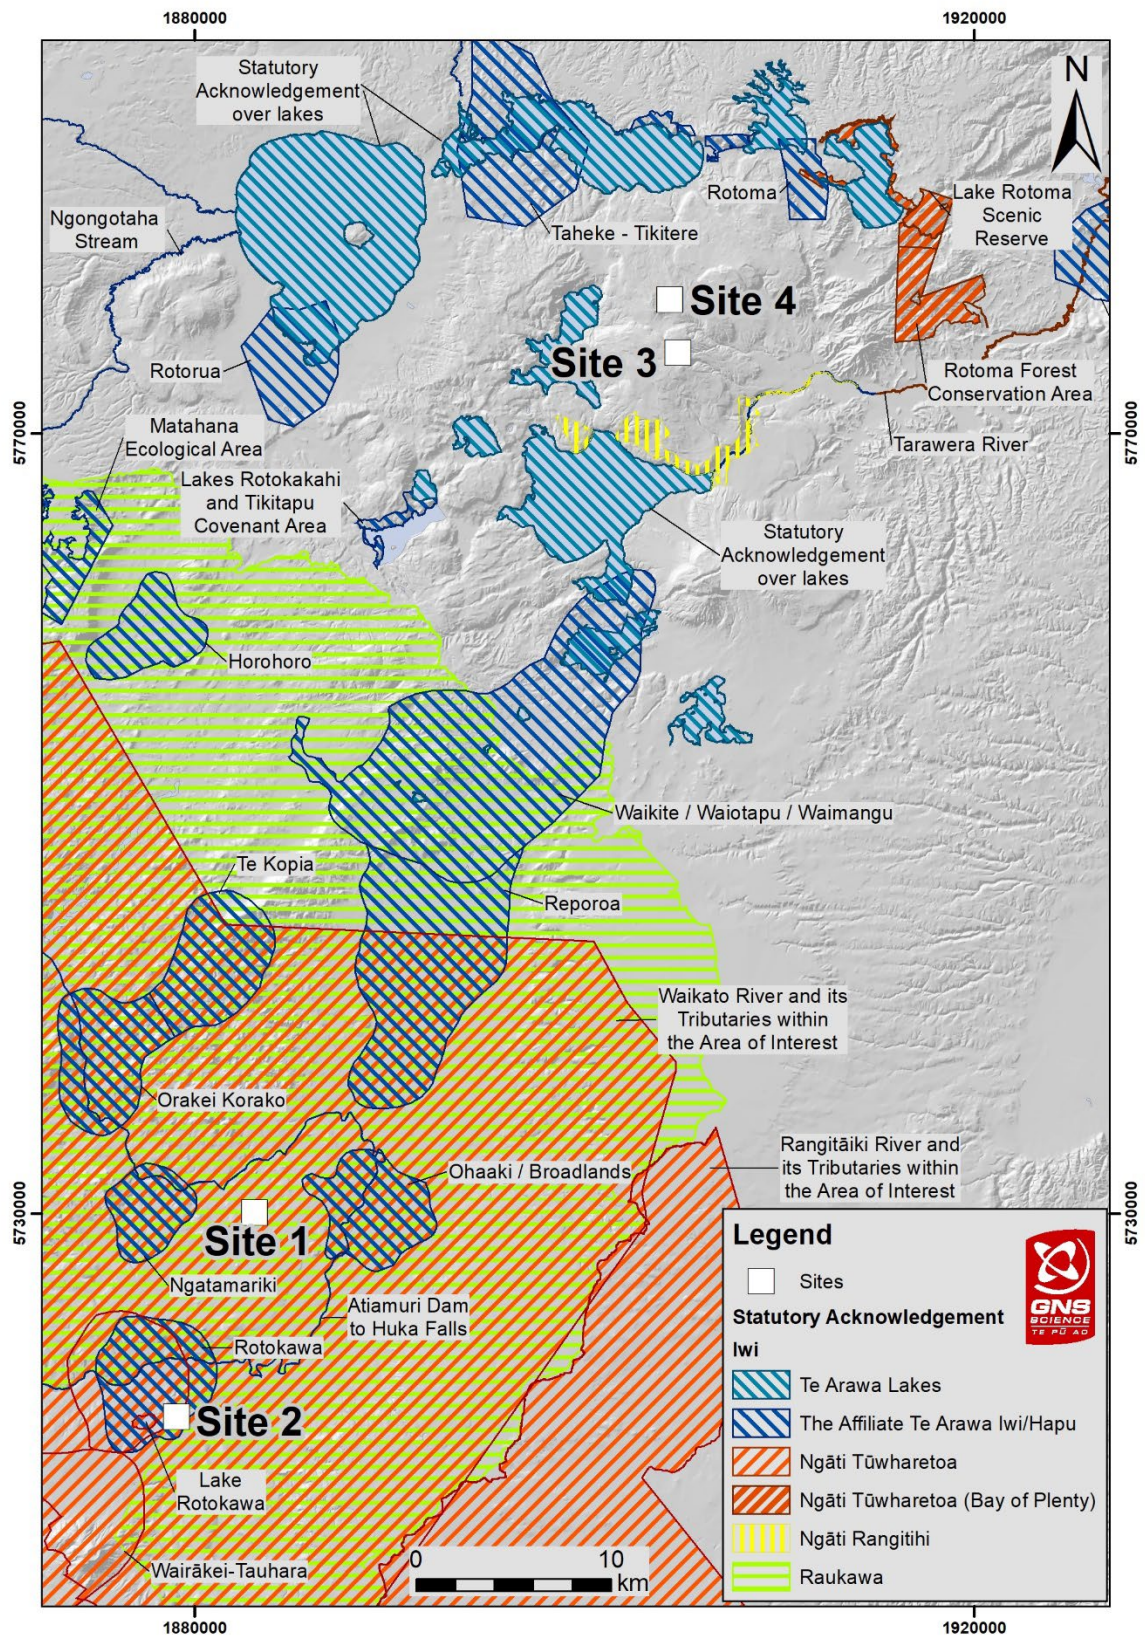 1880000
1920000
Statutory
Acknowledgement
over lakes
N
Ngongotaha
Stream
Rotoma
Lake Rotoma
Scenic
Reserve
Taheke - Tikitere
Site 4
Site 3
Rotorua
Rotoma Forest
Conservation Area
5770000
5770000
Matahana
Ecological Area
Tarawera River
Lakes Rotokakahi
and Tikitapu
Covenant Area
Statutory
Acknowledgement
over lakes
Horohoro
Waikite / Waiotapu / Waimangu
Te Kopia
Reporoa
Waikato River and its
Tributaries within
the Area of Interest
Orakei Korako
Rangitāiki River and
its Tributaries within
the Area of Interest
Ohaaki / Broadlands
5730000
5730000
Site 1
Ngatamariki
Atiamuri Dam
to Huka Falls
Rotokawa
Site 2
Lake
Rotokawa
Wairākei-Tauhara
0 10
km
Legend
Sites
Statutory Acknowledgement
Iwi
Te Arawa Lakes
The Affiliate Te Arawa Iwi/Hapu
Ngāti Tūwharetoa
Ngāti Tūwharetoa (Bay of Plenty)
Ngāti Rangitihi
Raukawa
GNS
SCIENCE
TE PŪ AO
1880000
1920000